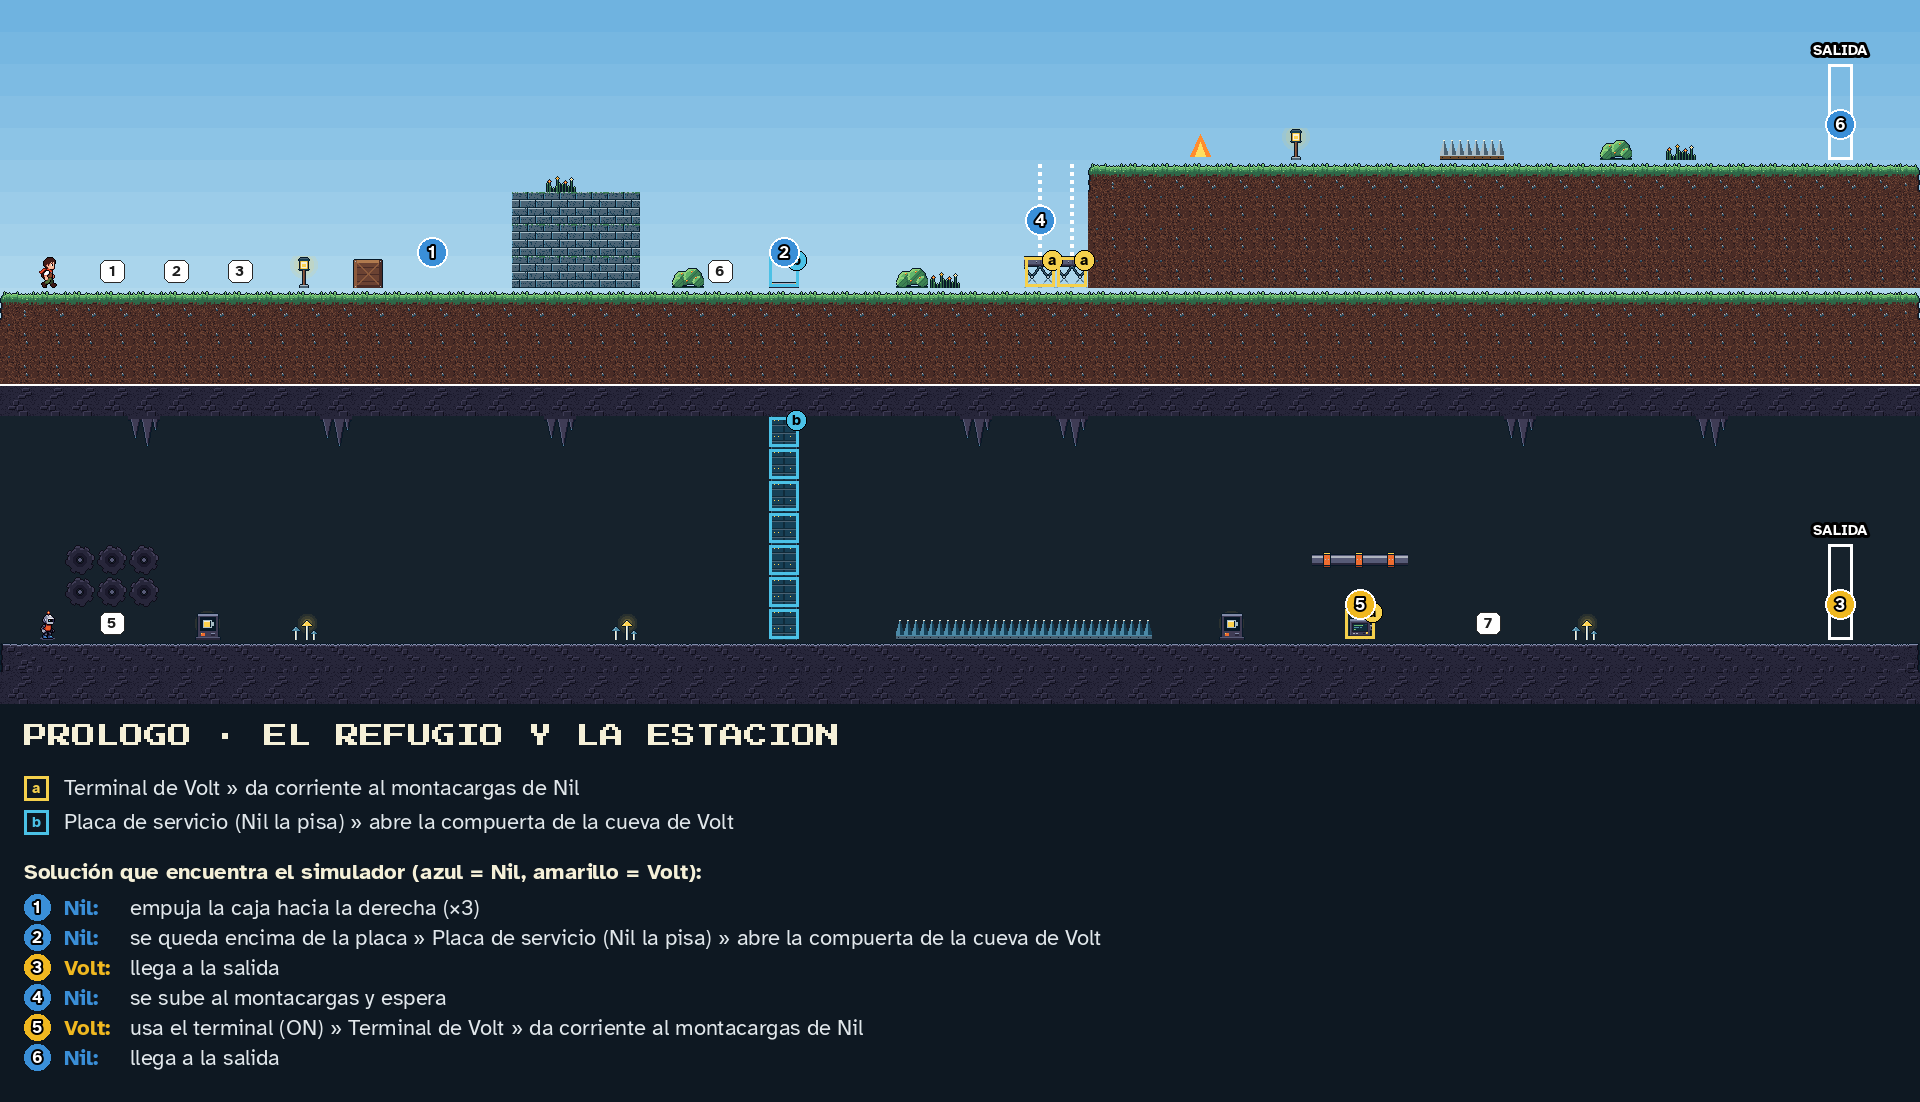 SALIDA
6
4
1
2
a a
1 2 3 6
b
SALIDA
5 3
5 7
PROLOGO · EL REFUGIO Y LA ESTACION
a Terminal de Volt » da corriente al montacargas de Nil
b Placa de servicio (Nil la pisa) » abre la compuerta de la cueva de Volt
Solución que encuentra el simulador (azul = Nil, amarillo = Volt):
1 Nil: empuja la caja hacia la derecha (×3)
2 Nil: se queda encima de la placa » Placa de servicio (Nil la pisa) » abre la compuerta de la cueva de Volt
3 Volt: llega a la salida
4 Nil: se sube al montacargas y espera
5 Volt: usa el terminal (ON) » Terminal de Volt » da corriente al montacargas de Nil
6 Nil: llega a la salida